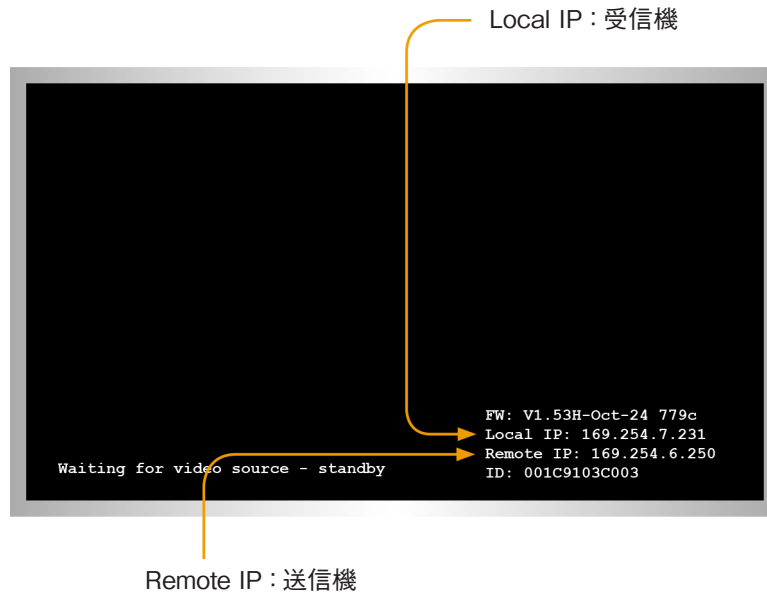 Local IP：受信機
FW: V1.53H-Oct-24 779c
Local IP: 169.254.7.231
Remote IP: 169.254.6.250
Waiting for video source - standby
ID: 001C9103C003
Remote IP：送信機